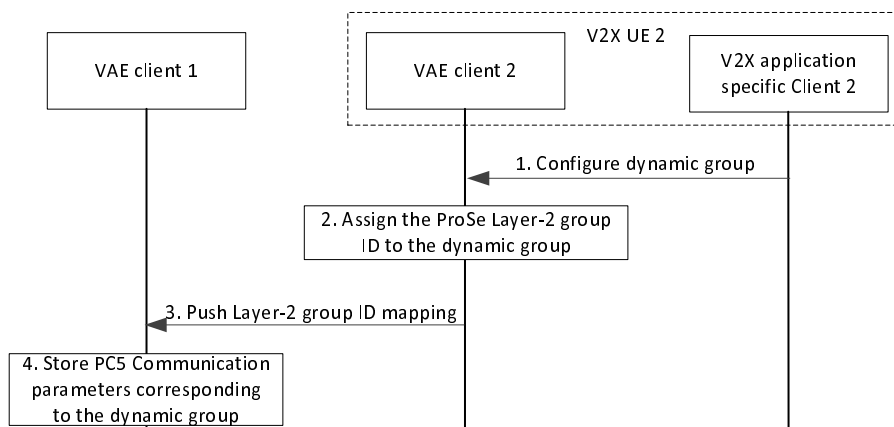 V2X UE 2
VAE client 1
VAE client 2
V2X application
specific Client 2
1. Configure dynamic group
2. Assign the ProSe Layer-2 group
ID to the dynamic group
3. Push Layer-2 group ID mapping
4. Store PC5 Communication
parameters corresponding
to the dynamic group